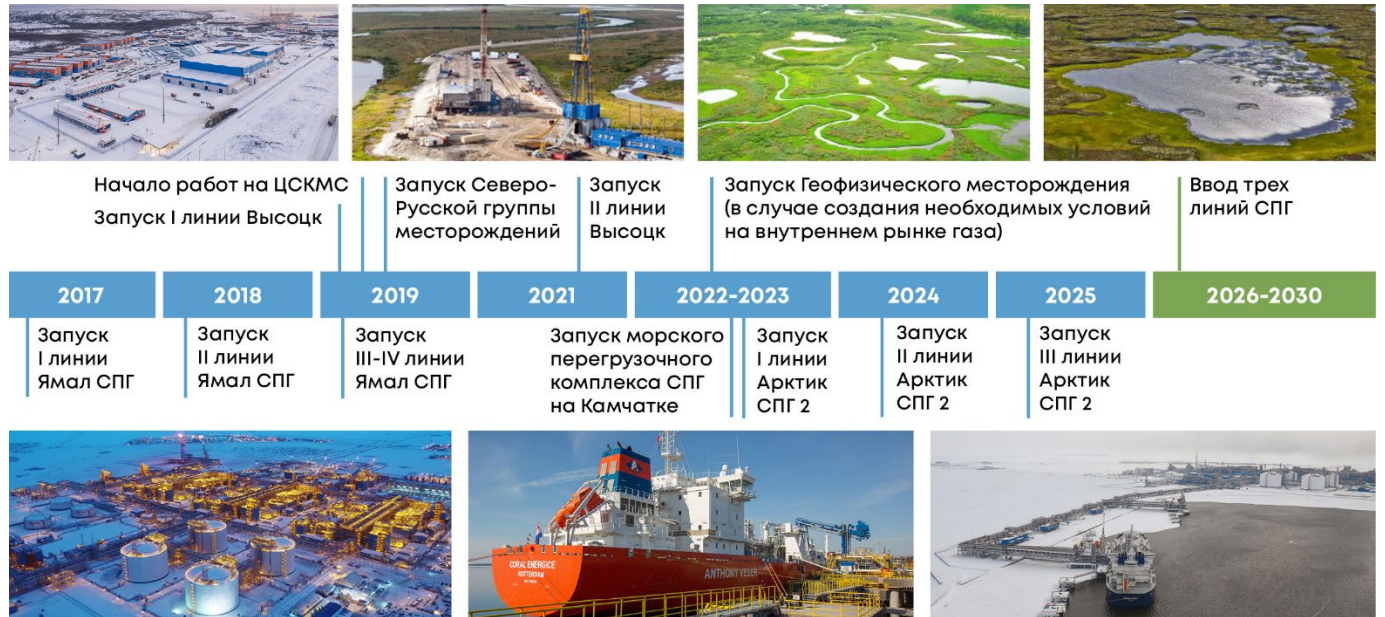 Начало работ на ЦСКМС
Запуск I линии Высоцк
Запуск Северо-
Русской группы
месторождений
Запуск
II линии
Высоцк
Запуск Геофизического месторождения
(в случае создания необходимых условий
на внутреннем рынке газа)
Ввод трех
линий СПГ
2017
2018
2019
2021
2022-2023
2024
2025
2026-2030
Запуск
I линии
Ямал СПГ
Запуск
II линии
Ямал СПГ
Запуск
III-IV линии
Ямал СПГ
Запуск морского
перегрузочного
комплекса СПГ
на Камчатке
Запуск
I линии
Арктик
СПГ 2
Запуск
II линии
Арктик
СПГ 2
Запуск
III линии
Арктик
СПГ 2
CORAL ENERGICE
ROTTERDAM
ANTHONY VEDER